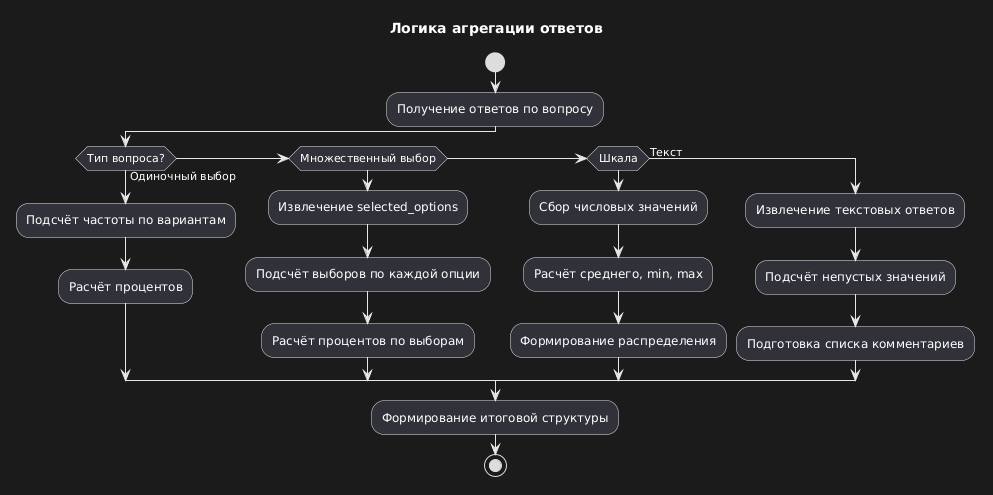 Логика агрегации ответов
Получение ответов по вопросу
Тип вопроса?
Одиночный выбор
Подсчёт частоты по вариантам
Расчёт процентов
Множественный выбор
Извлечение selected_options
Подсчёт выборов по каждой опции
Расчёт процентов по выборам
Шкала
Сбор числовых значений
Расчёт среднего, min, max
Формирование распределения
Текст
Извлечение текстовых ответов
Подсчёт непустых значений
Подготовка списка комментариев
Формирование итоговой структуры